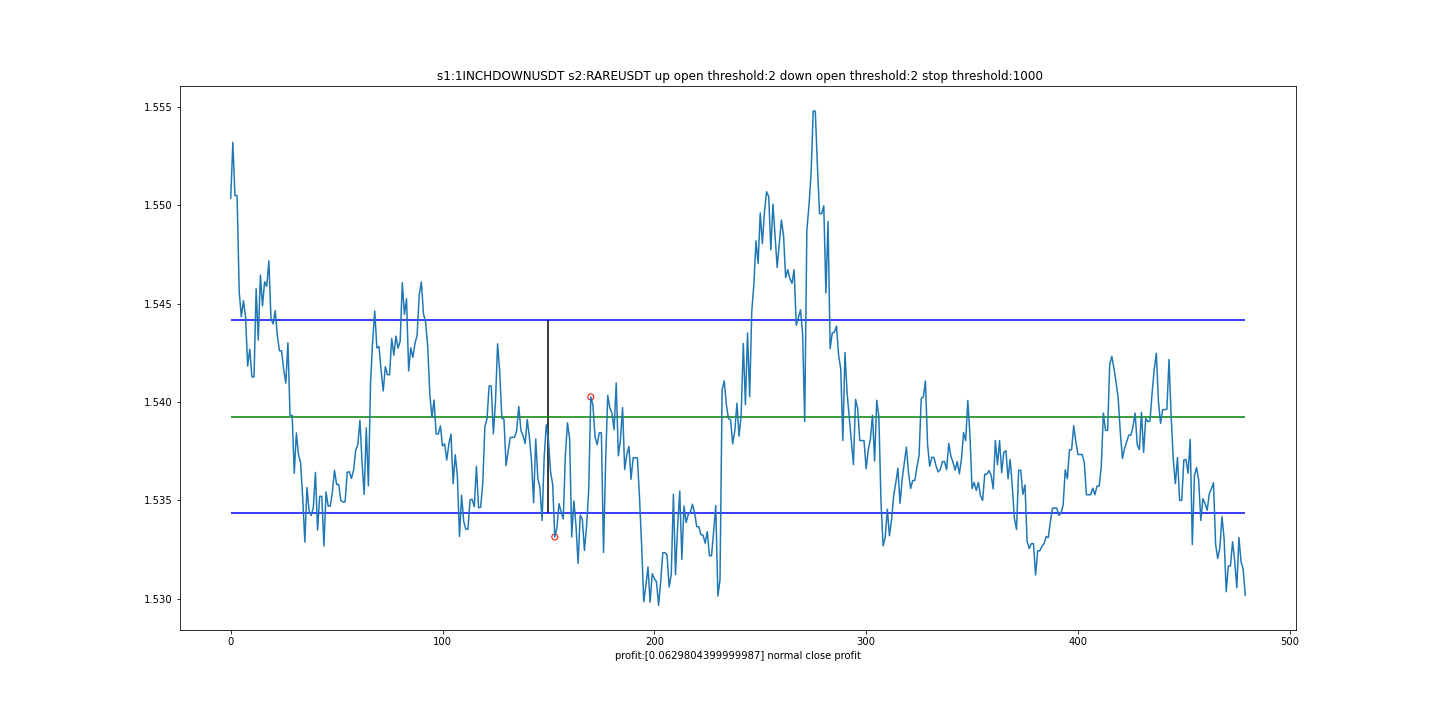 s1:1INCHDOWNUSDT s2:RAREUSDT up open threshold:2 down open threshold:2 stop threshold:1000
1.555
1.550
1.545
1.540
1.535
1.530
0 100 200 300 400 500
profit:[0.0629804399999987] normal close profit